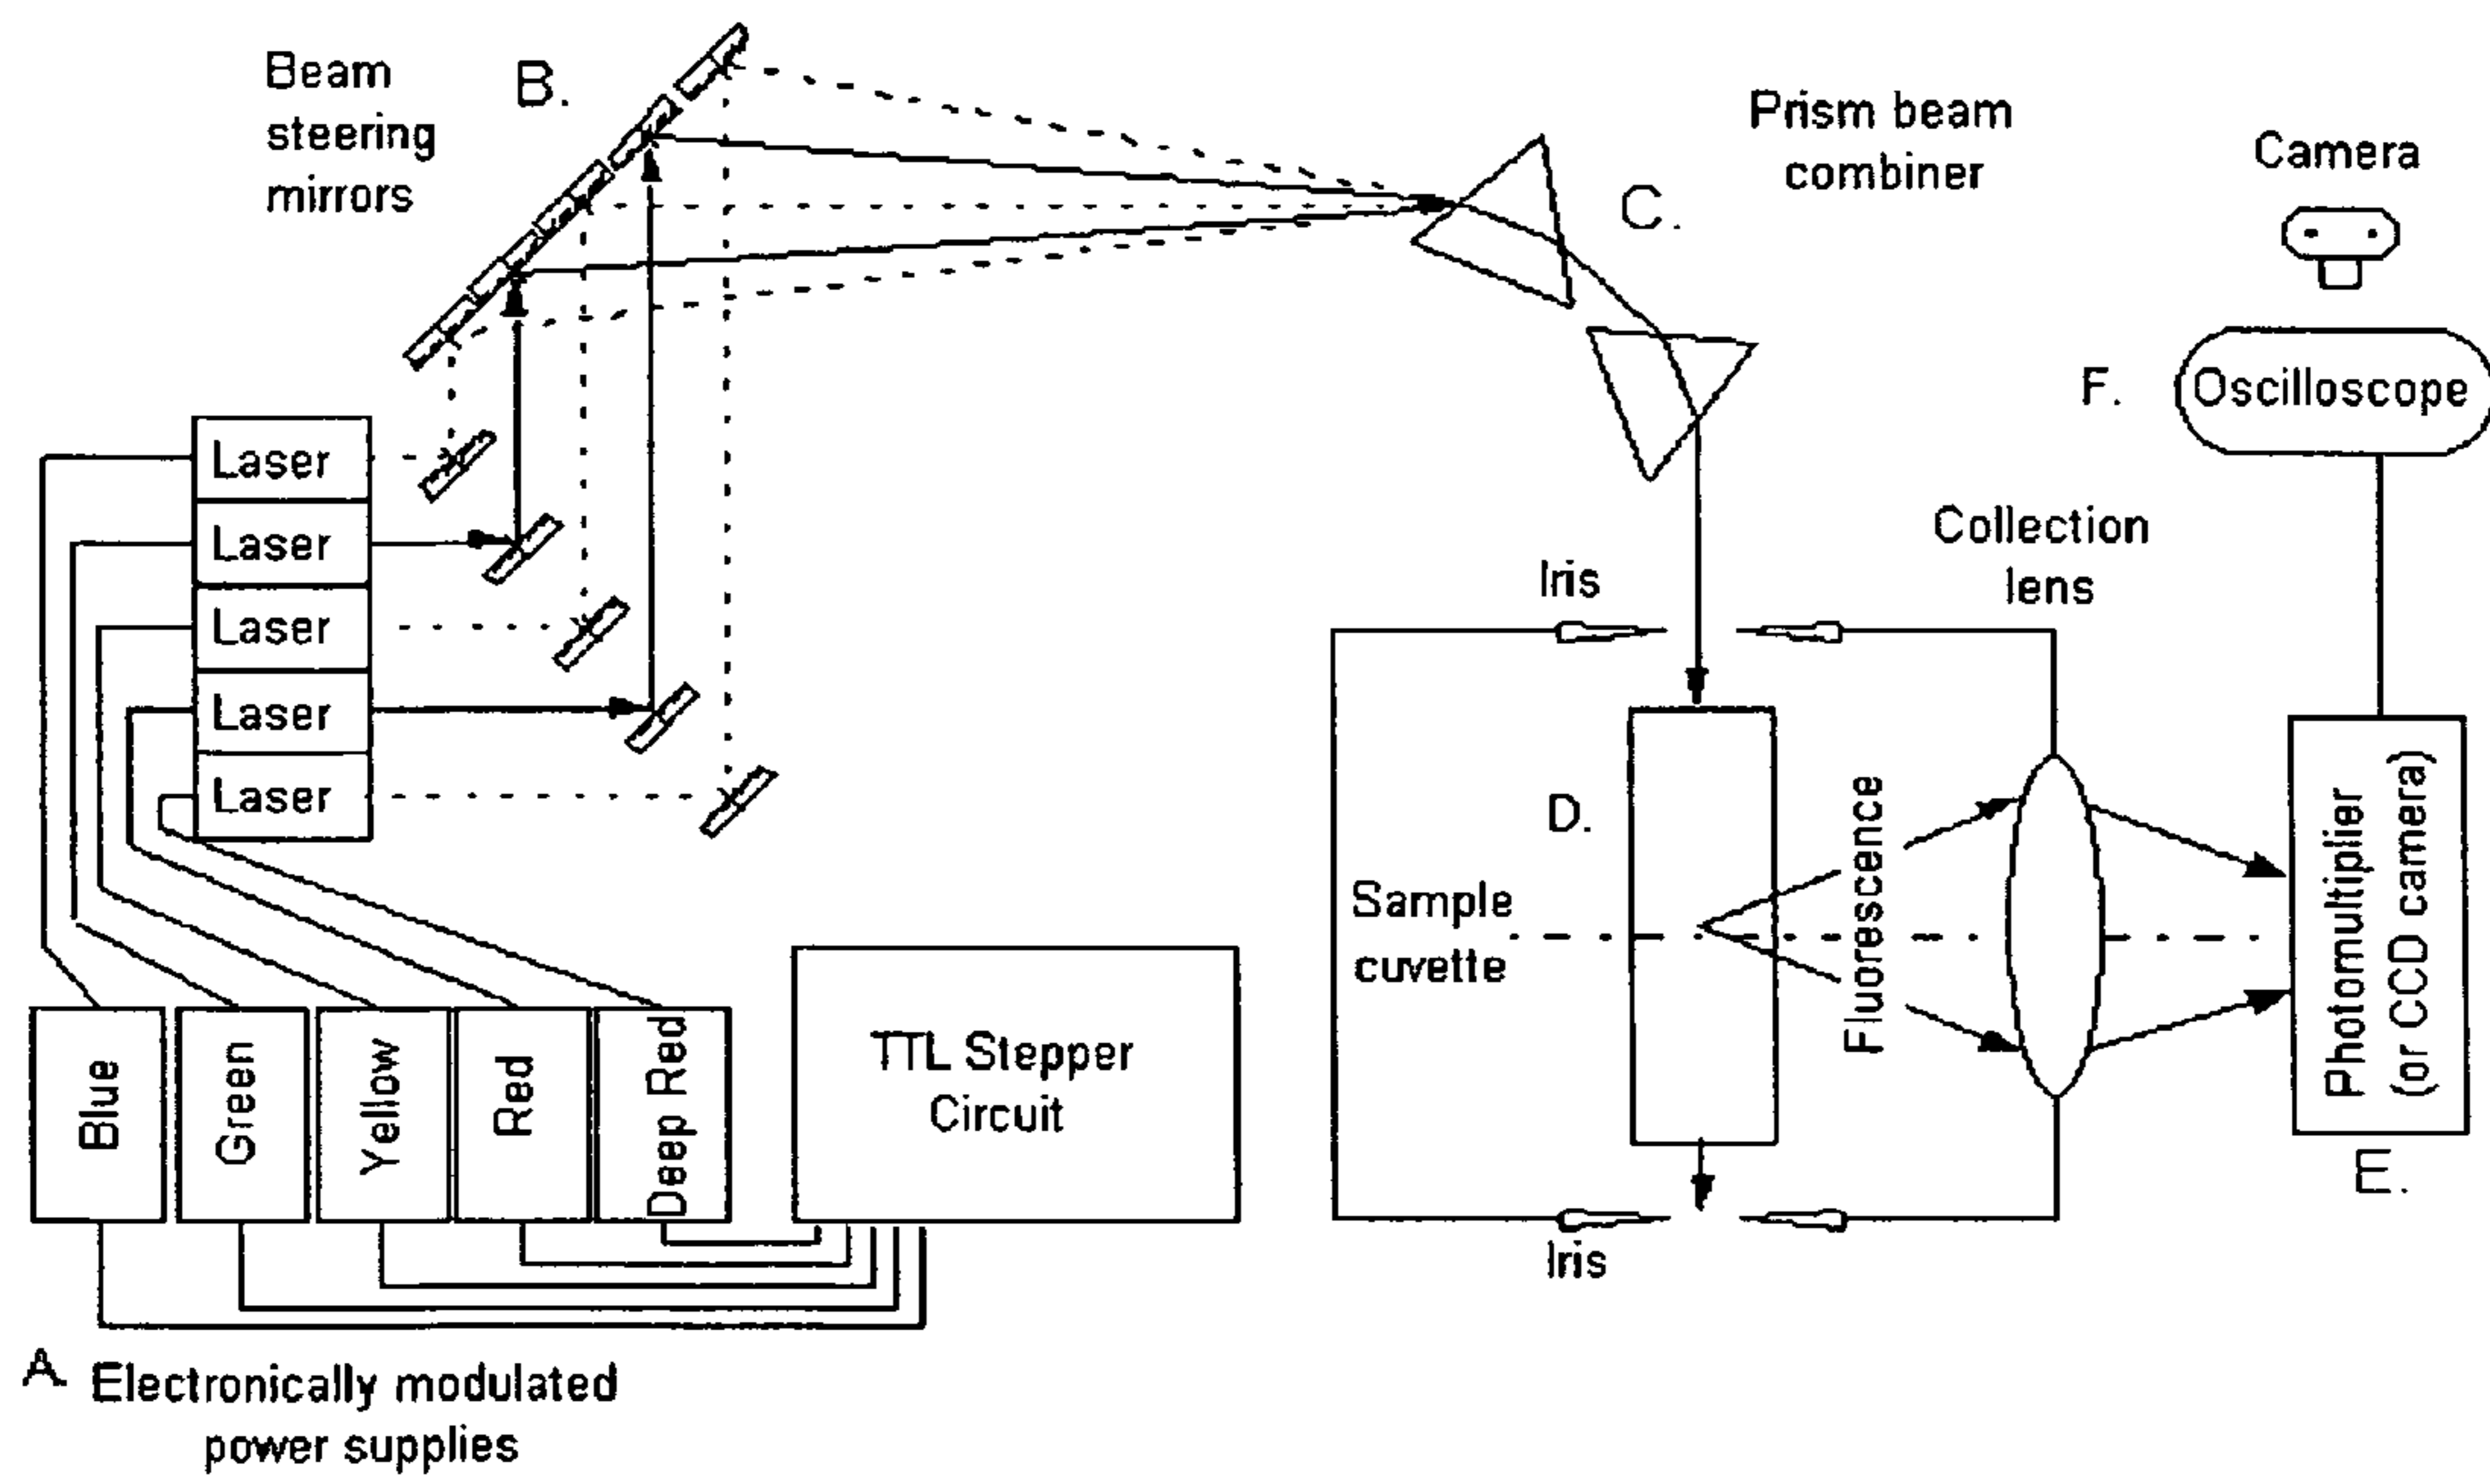 Beam
steering
mirrors
B.
Prism beam
combiner
C.
Camera
F.
Oscilloscope
Laser
Laser
Laser
Laser
Laser
Collection
lens
Iris
D.
Sample
cuvette
Fluorescence
Photomultiplier
(or CCD camera)
E.
Iris
Blue
Green
Yellow
Red
Deep Red
TTL Stepper
Circuit
A. Electronically modulated
power supplies